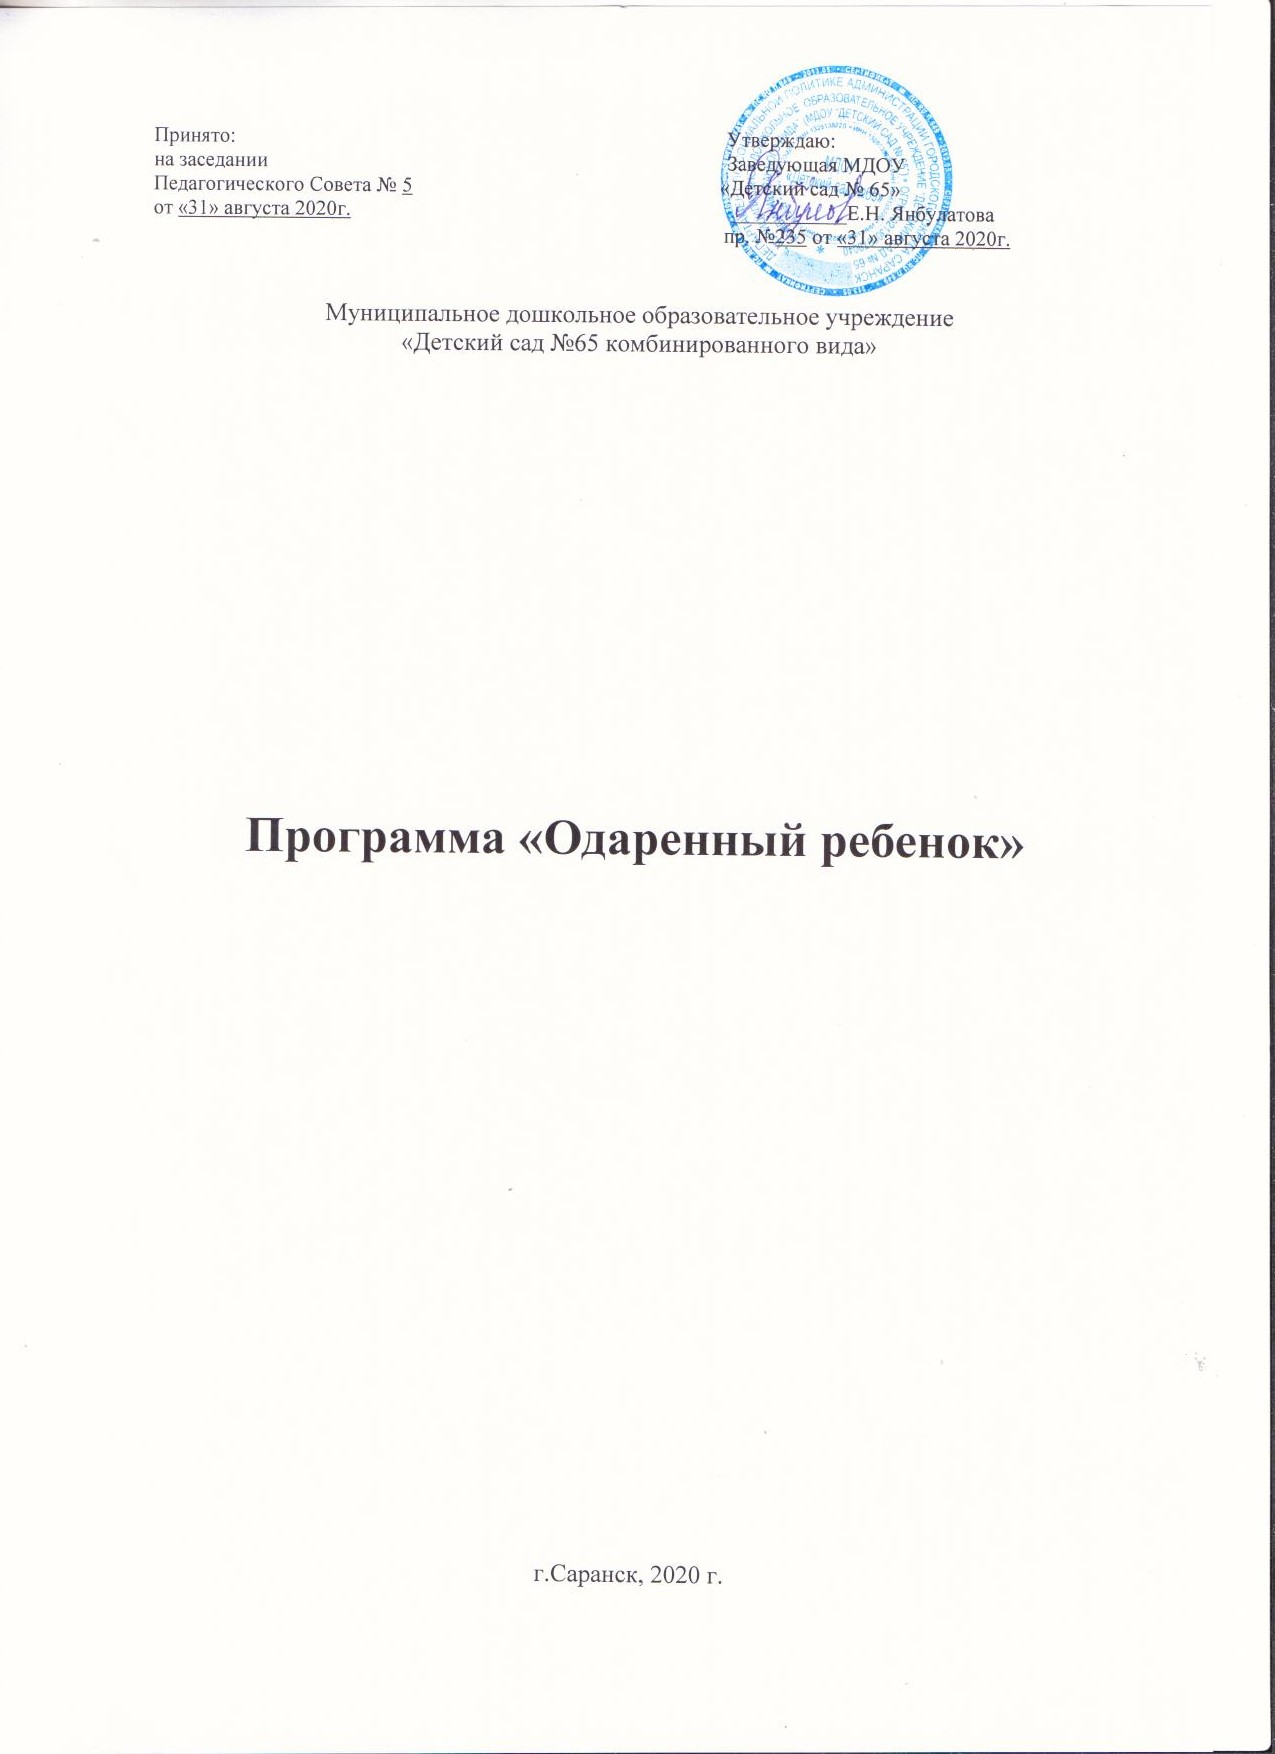 Принято:
на заседании
Педагогического Совета № 5
от «31» августа 2020г.
Утверждаю:
Заведующая МДОУ
«Детский сад № 65»
Е.Н. Янбулатова
пр. №235 от «31» августа 2020г.
Муниципальное дошкольное образовательное учреждение
«Детский сад №65 комбинированного вида»
Программа «Одаренный ребенок»
г.Саранск, 2020 г.